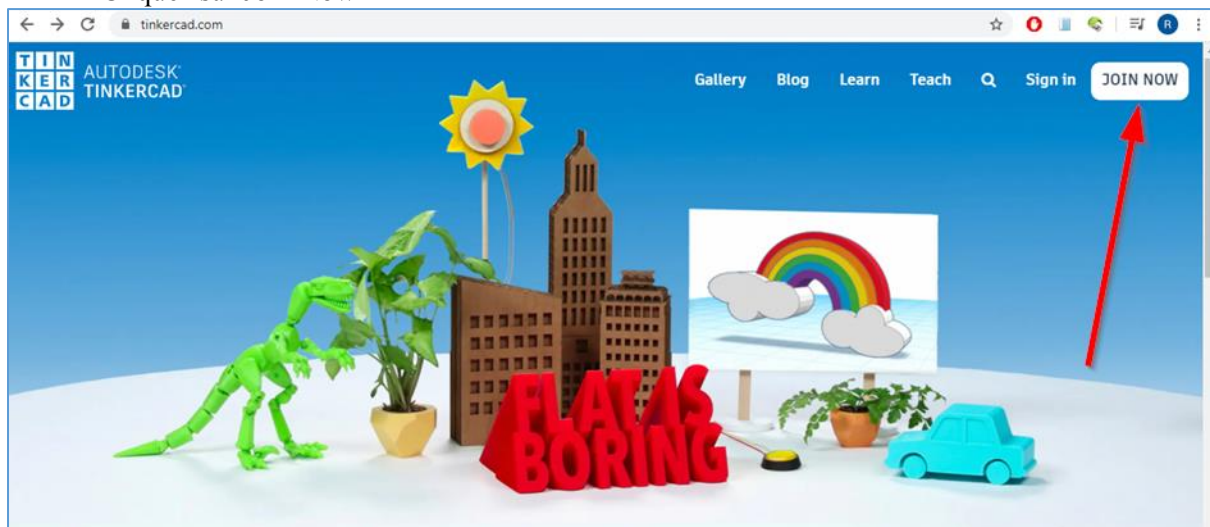 tinkercad.com
R
TIN
KER
CAD
AUTODESK®
TINKERCAD®
Gallery Blog Learn Teach Sign in JOIN NOW
FLAT IS
BORING